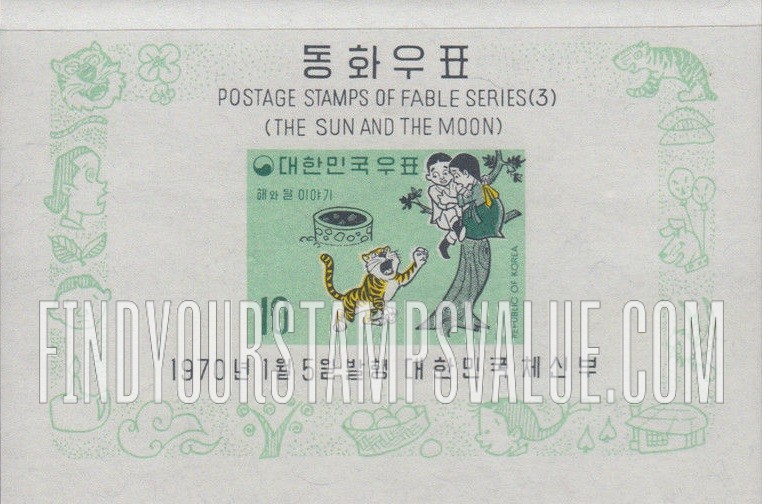 동화우표
POSTAGE STAMPS OF FABLE SERIES(3)
(THE SUN AND THE MOON)
대한민국우표
해와 달 이야기
REPUBLIC OF KOREA
10
FINDYOURSTAMPSVALUE.COM
1970년 1월 5일 발행 대한민국체신부